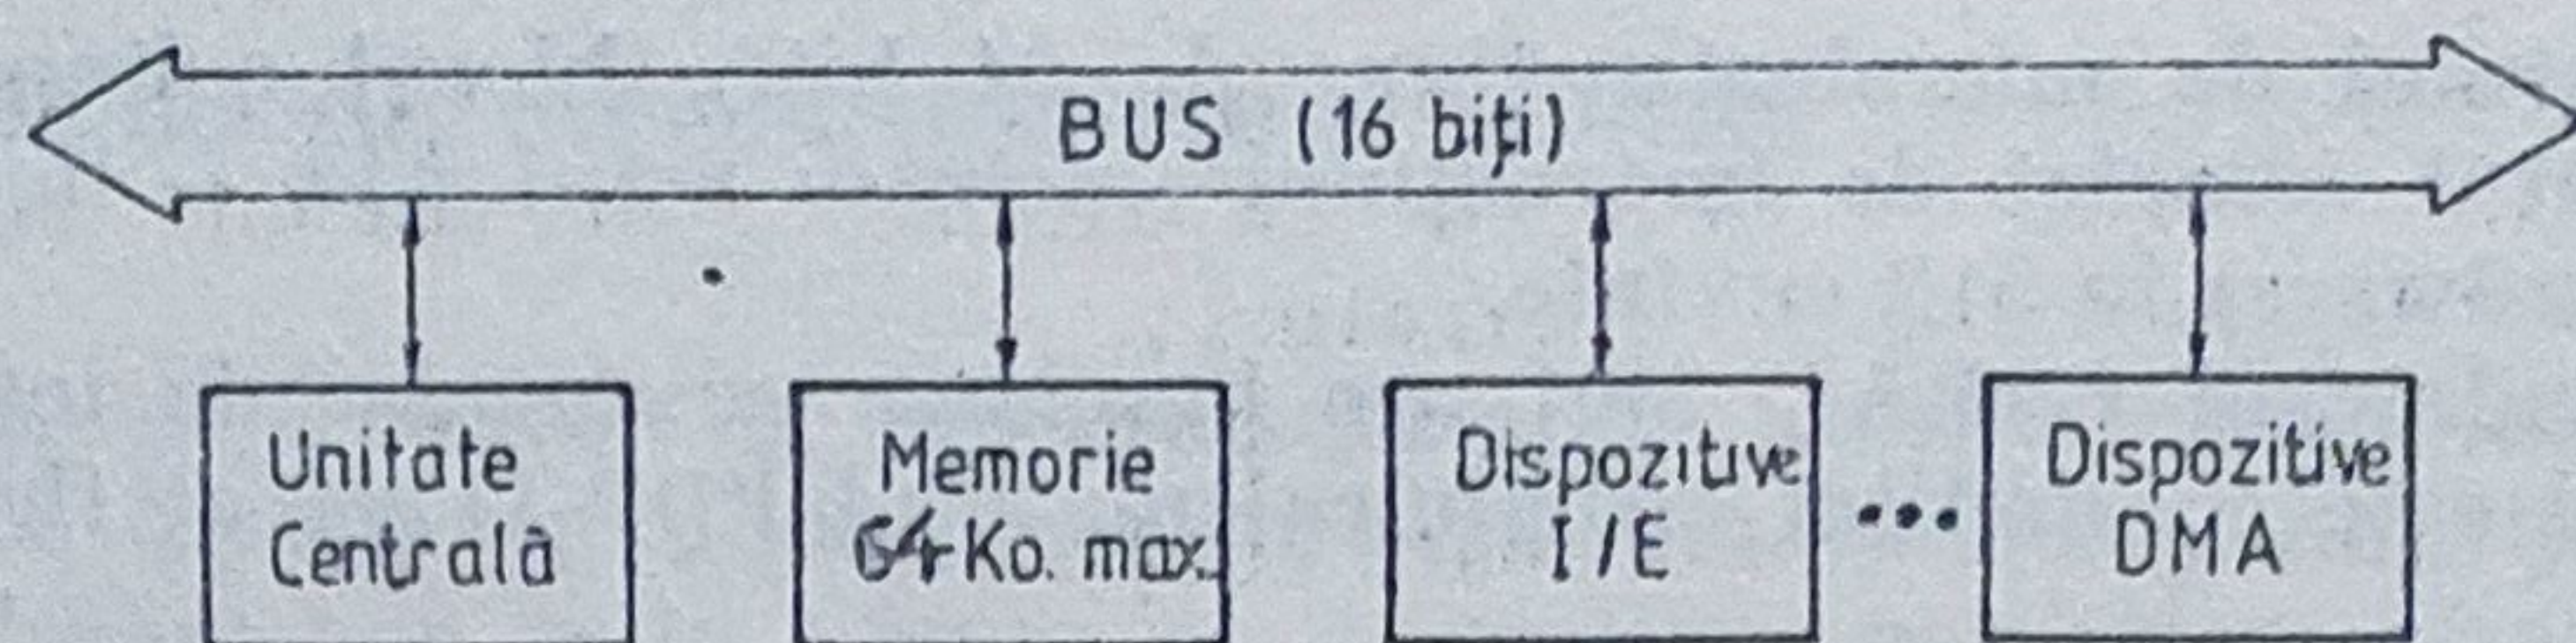 BUS (16 biţi)
Unitate
Centrală
Memorie
64 Ko. max.
Dispozitive
I/E
...
Dispozitive
DMA